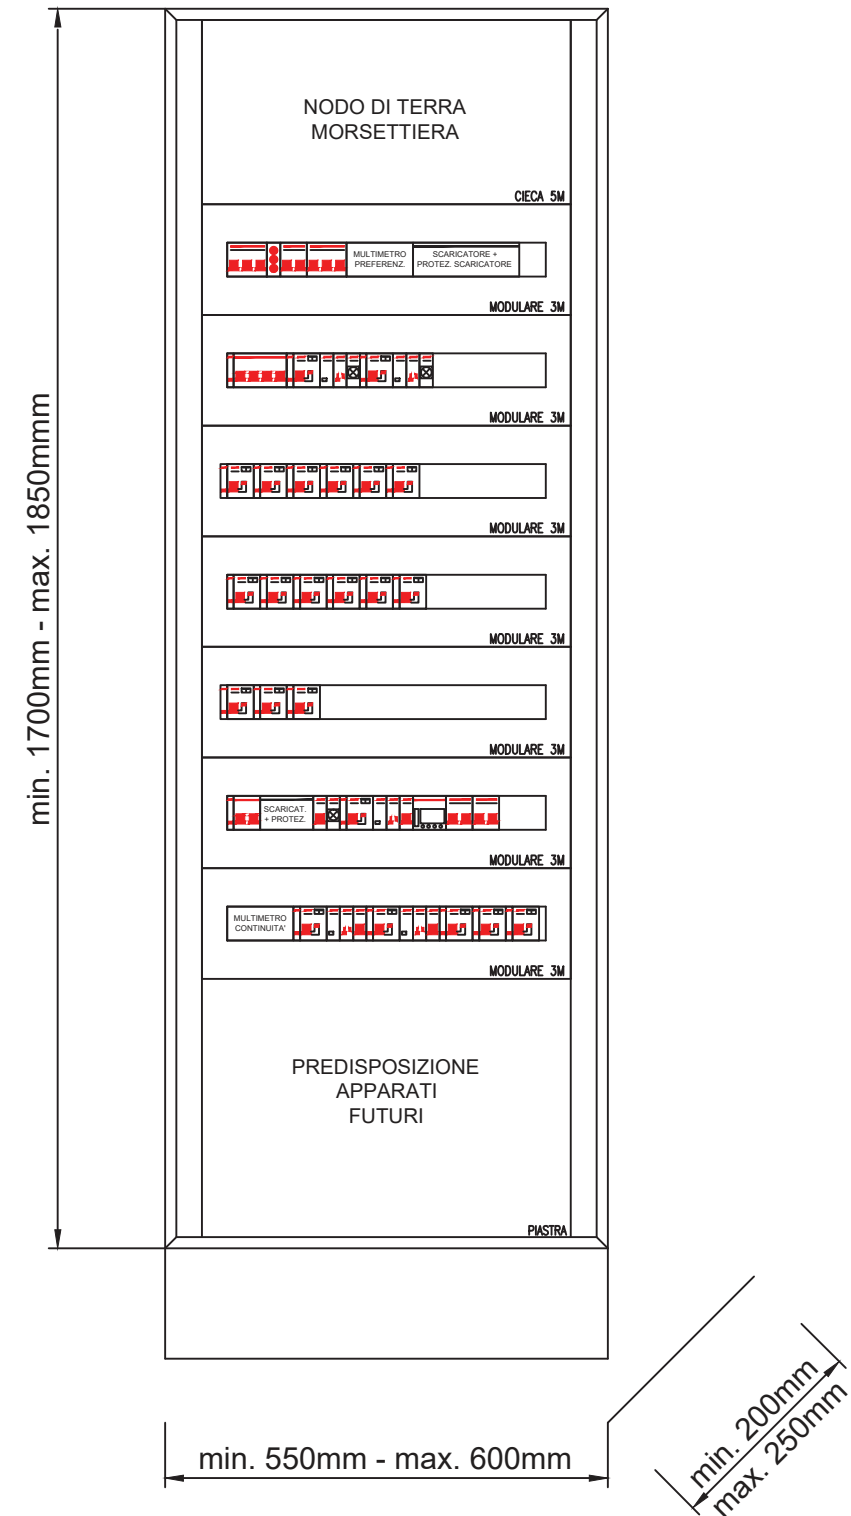 NODO DI TERRA
MORSETTIERA
CIECA 5M
MULTIMETRO
PREFERENZ.
SCARICATORE +
PROTEZ. SCARICATORE
MODULARE 3M
MODULARE 3M
MODULARE 3M
MODULARE 3M
MODULARE 3M
SCARICAT.
+ PROTEZ.
MODULARE 3M
MULTIMETRO
CONTINUITA'
MODULARE 3M
PREDISPOSIZIONE
APPARATI
FUTURI
PIASTRA
min. 1700mm - max. 1850mmm
min. 550mm - max. 600mm
min. 200mm
max. 250mm